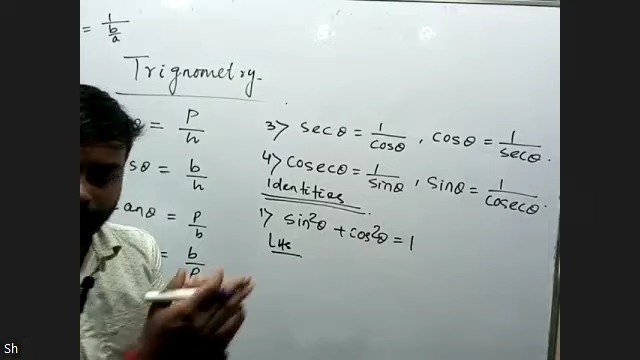 = 1/(b/a)
Trignometry
θ = P/h
sθ = b/h
anθ = P/b
= b/P
3> secθ = 1/cosθ , cosθ = 1/secθ .
4> cosecθ = 1/sinθ , sinθ = 1/cosecθ .
Identities
1> sin²θ + cos²θ = 1
LHS
Sh